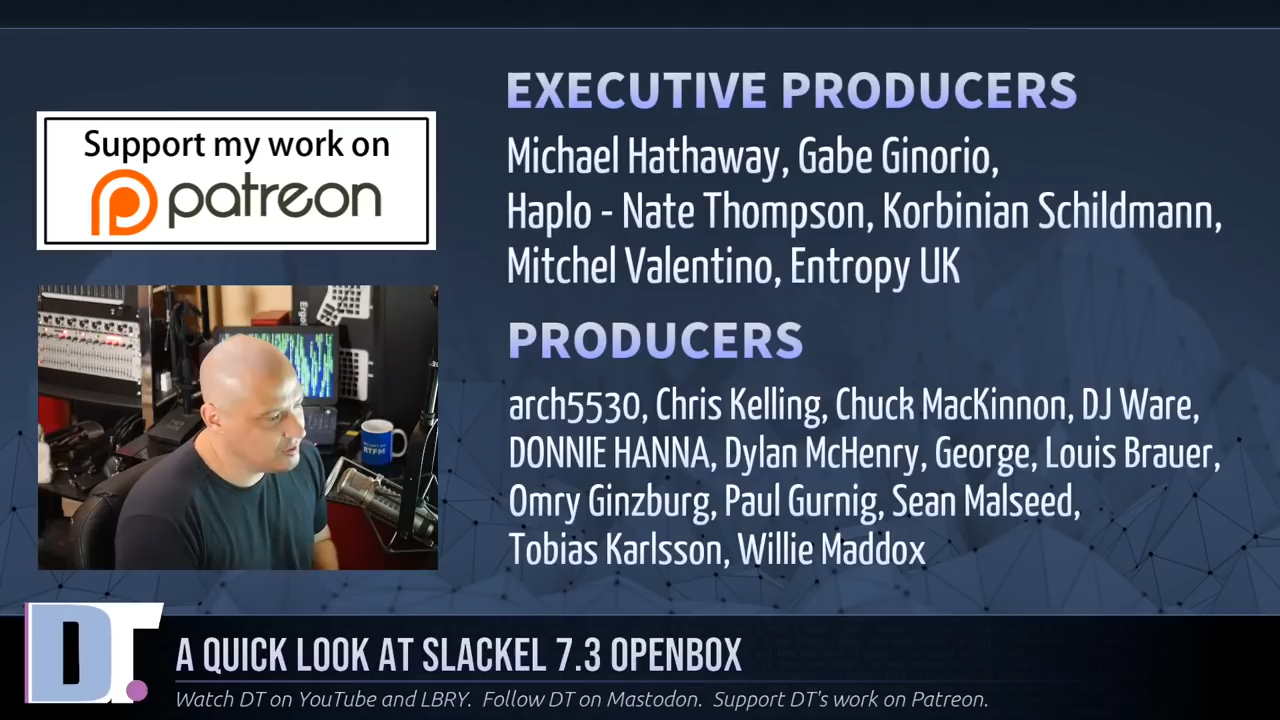 Support my work on
patreon
EXECUTIVE PRODUCERS
Michael Hathaway, Gabe Ginorio,
Haplo - Nate Thompson, Korbinian Schildmann,
Mitchel Valentino, Entropy UK
PRODUCERS
arch5530, Chris Kelling, Chuck MacKinnon, DJ Ware,
DONNIE HANNA, Dylan McHenry, George, Louis Brauer,
Omry Ginzburg, Paul Gurnig, Sean Malseed,
Tobias Karlsson, Willie Maddox
Ergo
RTFM
DT.
A QUICK LOOK AT SLACKEL 7.3 OPENBOX
Watch DT on YouTube and LBRY. Follow DT on Mastodon. Support DT's work on Patreon.